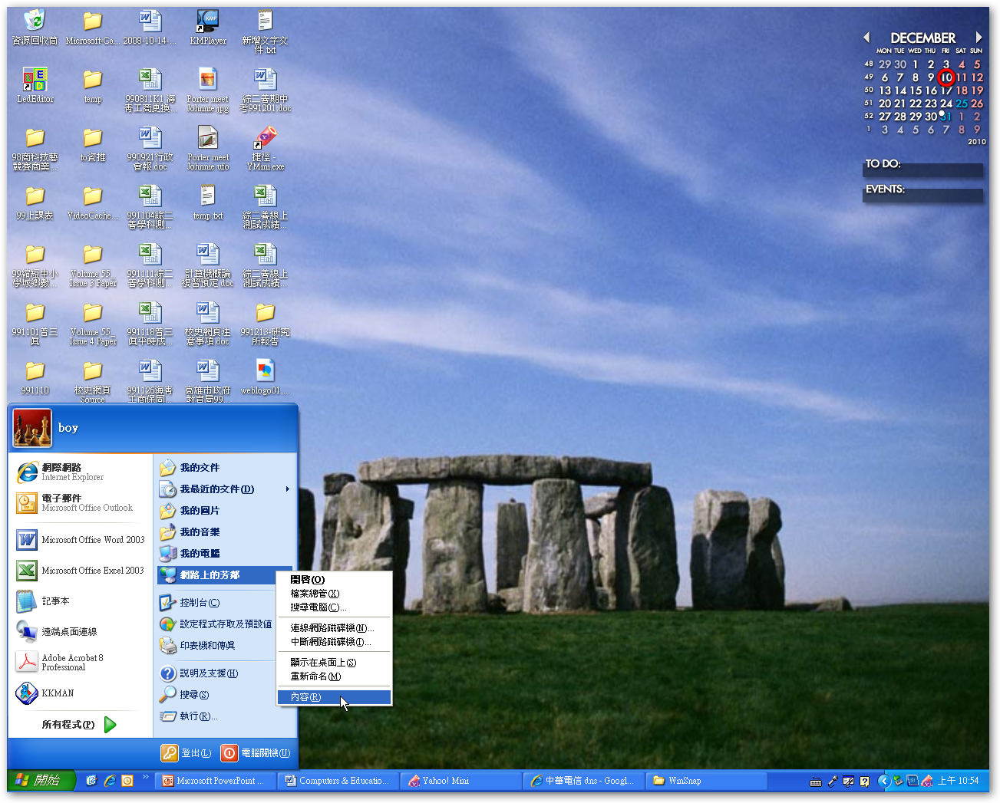 資源回收筒
Microsoft-Ca...
2008-10-14-...
KMPlayer
新增文字文
件.txt
LedEditor
temp
990811K1 海
青工商更換...
Porter meet
Johnnie.jpg
綜二善期中
考991201.doc
98商科技藝
競賽商業...
to資推
990921行政
會報.doc
Porter meet
Johnnie.ufo
捷徑 -
YMini.exe
99上課表
VideoCache...
991104綜二
善學科測...
temp.txt
綜二善線上
測試成績...
99縮短中小
學城鄉數...
Volume 55_
Issue 3 Paper
991111綜二
善學科測...
計算機概論
複習預定.doc
綜二善線上
測試成績...
991101普三
真
Volume 55_
Issue 4 Paper
991118普三
真平時成...
校史網頁注
意事項.doc
991213-研究
所報告
991110
校史網頁
Source
991126海青
工商保固...
高雄市政府
教育局99...
weblogo01....
DECEMBER
MON TUE WED THU FRI SAT SUN
48 29 30 1 2 3 4 5
49 6 7 8 9 10 11 12
50 13 14 15 16 17 18 19
51 20 21 22 23 24 25 26
52 27 28 29 30 31 1 2
1 3 4 5 6 7 8 9
2010
TO DO:
EVENTS:
boy
網際網路
Internet Explorer
電子郵件
Microsoft Office Outlook
Microsoft Office Word 2003
Microsoft Office Excel 2003
記事本
遠端桌面連線
Adobe Acrobat 8
Professional
KKMAN
所有程式(P)
我的文件
我最近的文件(D)
我的圖片
我的音樂
我的電腦
網路上的芳鄰
控制台(C)
設定程式存取及預設值
印表機和傳真
說明及支援(H)
搜尋(S)
執行(R)...
開啓(O)
檔案總管(X)
搜尋電腦(C)...
連線網路磁碟機(N)...
中斷網路磁碟機(I)...
顯示在桌面上(S)
重新命名(M)
內容(R)
登出(L)
電腦關機(U)
開始
Microsoft PowerPoint ...
Computers & Educatio...
Yahoo! Mini
中華電信 dns - Googl...
WinSnap
上午 10:54